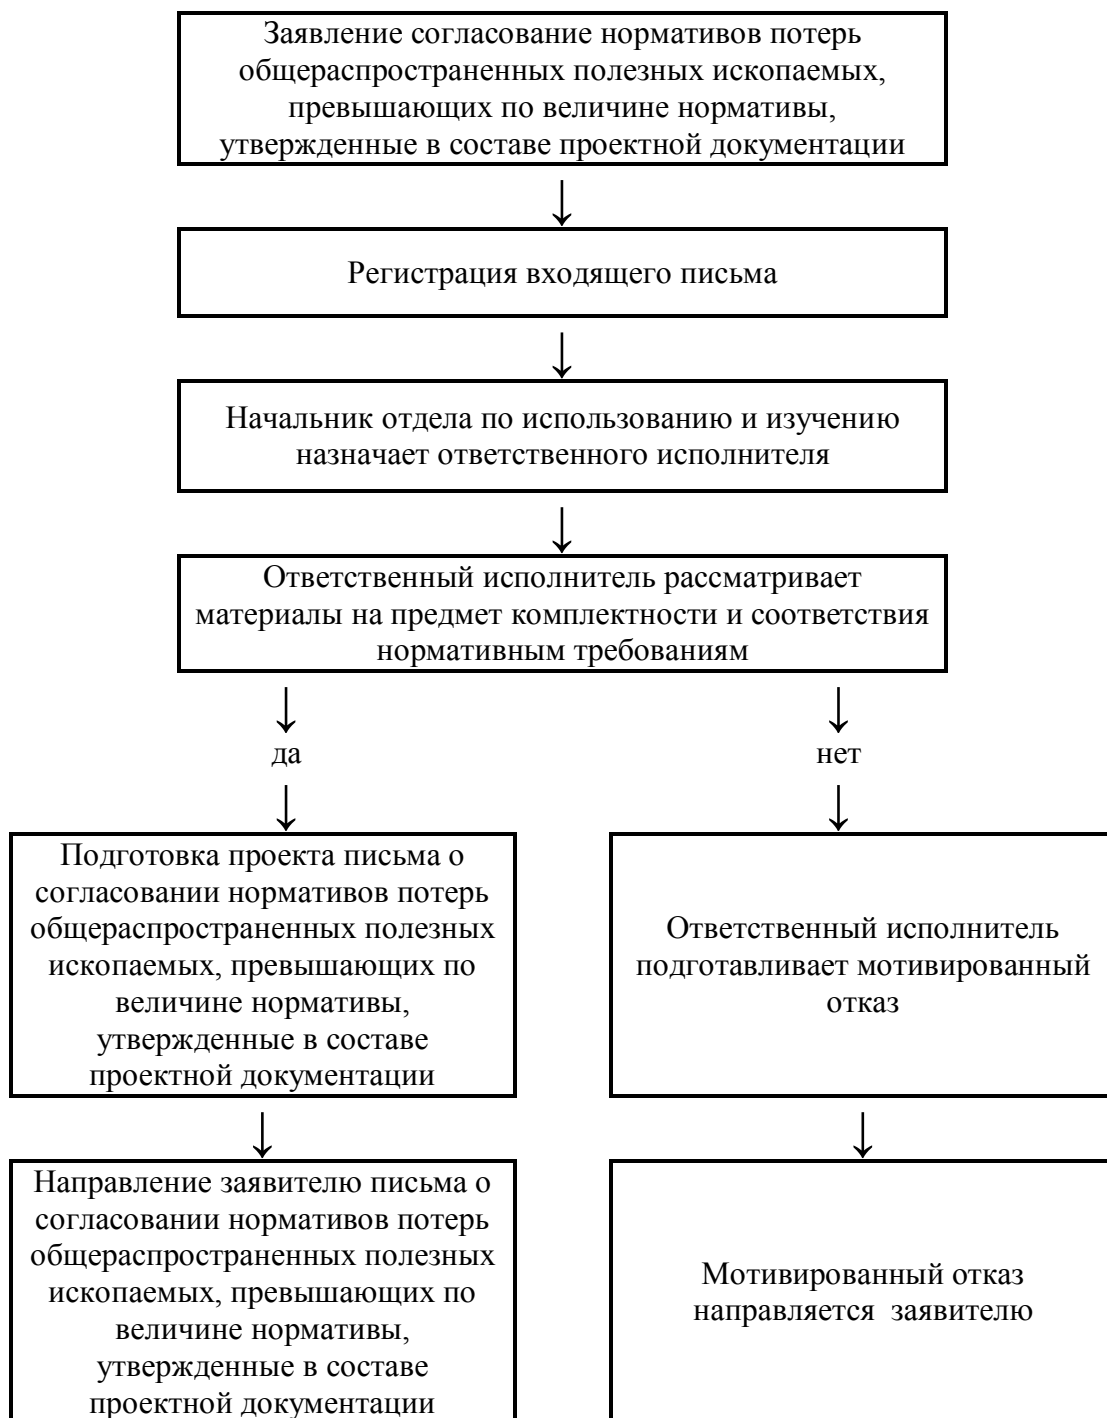 Заявление согласование нормативов потерь
общераспространенных полезных ископаемых,
превышающих по величине нормативы,
утвержденные в составе проектной документации
Регистрация входящего письма
Начальник отдела по использованию и изучению
назначает ответственного исполнителя
Ответственный исполнитель рассматривает
материалы на предмет комплектности и соответствия
нормативным требованиям
да
нет
Подготовка проекта письма о
согласовании нормативов потерь
общераспространенных полезных
ископаемых, превышающих по
величине нормативы,
утвержденные в составе
проектной документации
Ответственный исполнитель
подготавливает мотивированный
отказ
Направление заявителю письма о
согласовании нормативов потерь
общераспространенных полезных
ископаемых, превышающих по
величине нормативы,
утвержденные в составе
проектной документации
Мотивированный отказ
направляется  заявителю